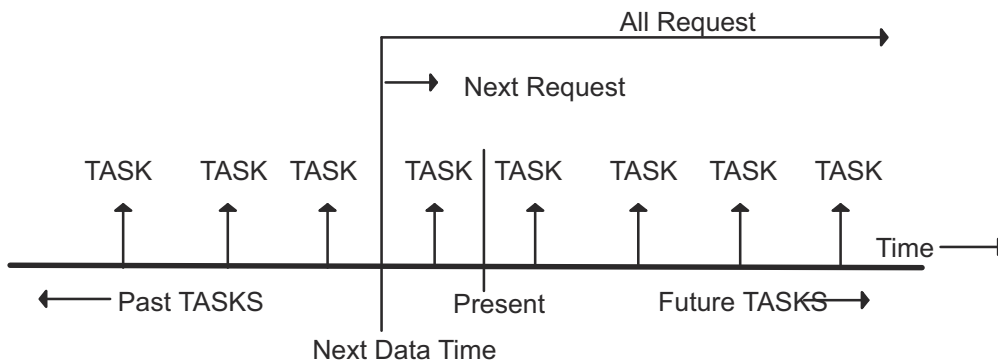 All Request
Next Request
TASK TASK TASK TASK TASK TASK TASK TASK
Time
Past TASKS Present Future TASKS
Next Data Time